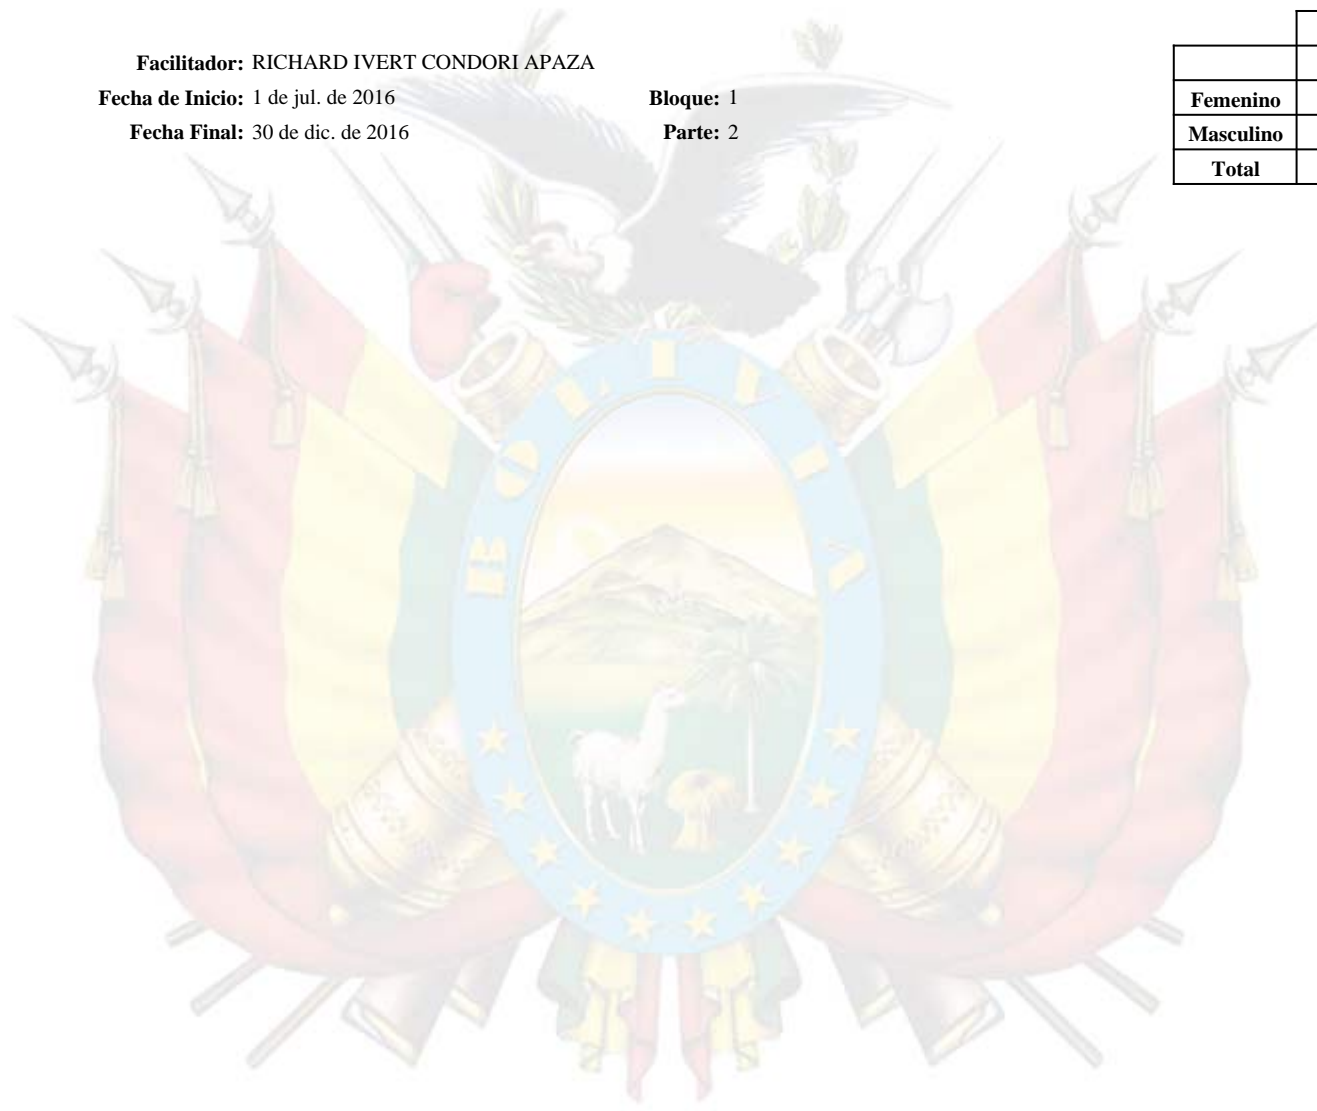 Facilitador: RICHARD IVERT CONDORI APAZA
Fecha de Inicio: 1 de jul. de 2016 Bloque: 1
Fecha Final: 30 de dic. de 2016 Parte: 2
Femenino
Masculino
Total
BOLIVIA